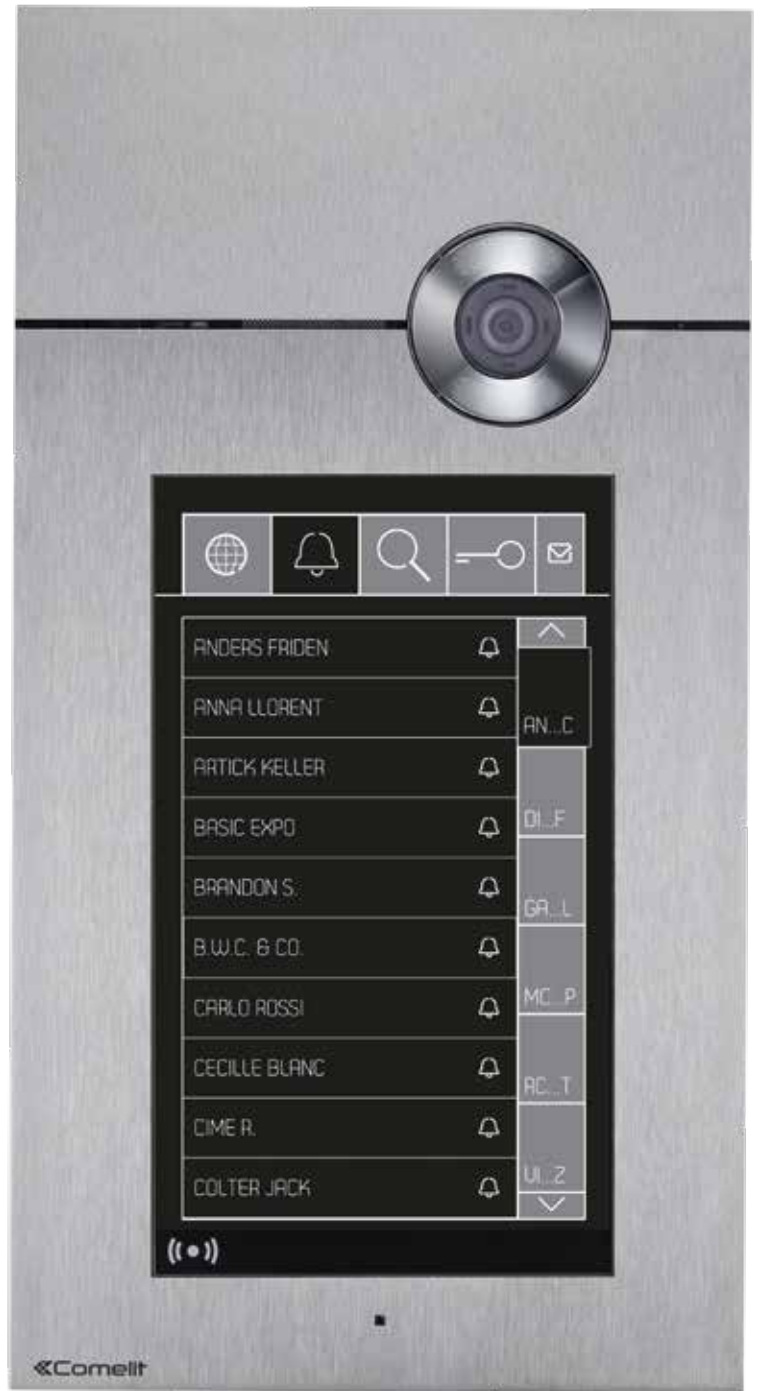 ANDERS FRIDEN
ANNA LLORENT
AN...C
ARTICK KELLER
BASIC EXPO
DI...F
BRANDON S.
GA...L
B.W.C. & CO.
CARLO ROSSI
MC...P
CECILLE BLANC
RC...T
CIME R.
COLTER JACK
UI...Z
Comelit